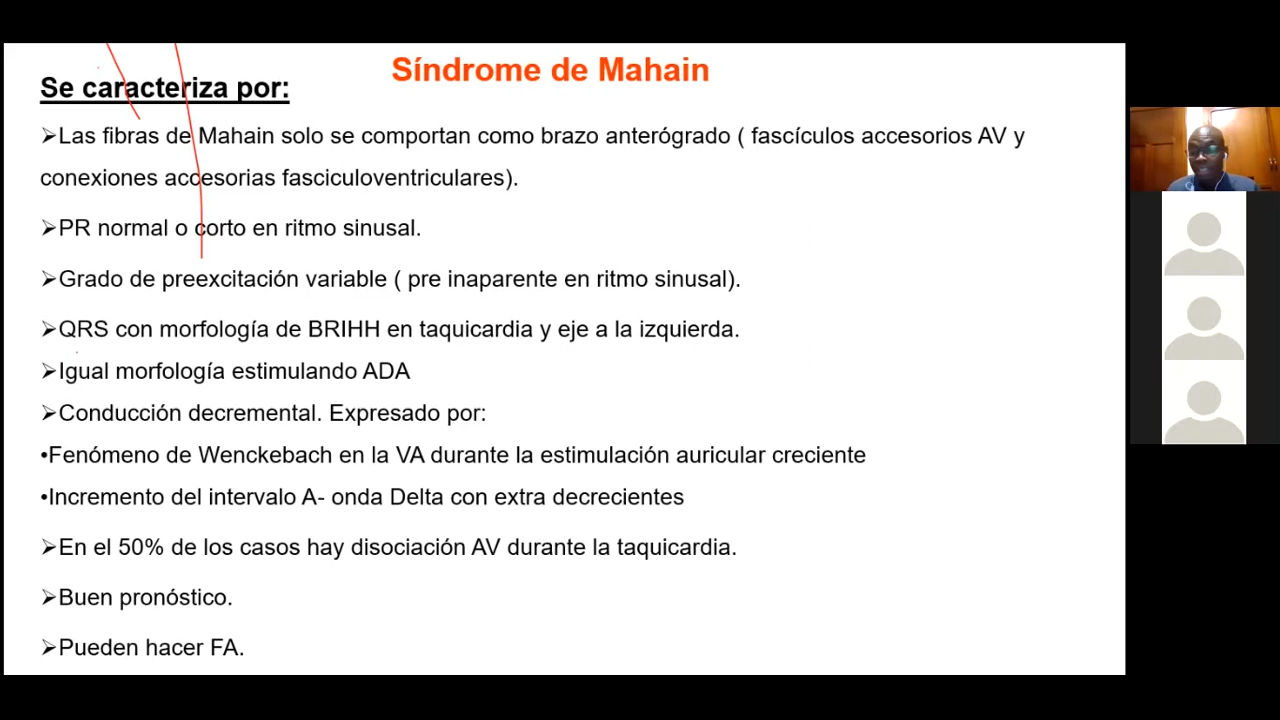 Síndrome de Mahain
Se caracteriza por:
➢Las fibras de Mahain solo se comportan como brazo anterógrado ( fascículos accesorios AV y
conexiones accesorias fasciculoventriculares).
➢PR normal o corto en ritmo sinusal.
➢Grado de preexcitación variable ( pre inaparente en ritmo sinusal).
➢QRS con morfología de BRIHH en taquicardia y eje a la izquierda.
➢Igual morfología estimulando ADA
➢Conducción decremental. Expresado por:
•Fenómeno de Wenckebach en la VA durante la estimulación auricular creciente
•Incremento del intervalo A- onda Delta con extra decrecientes
➢En el 50% de los casos hay disociación AV durante la taquicardia.
➢Buen pronóstico.
➢Pueden hacer FA.